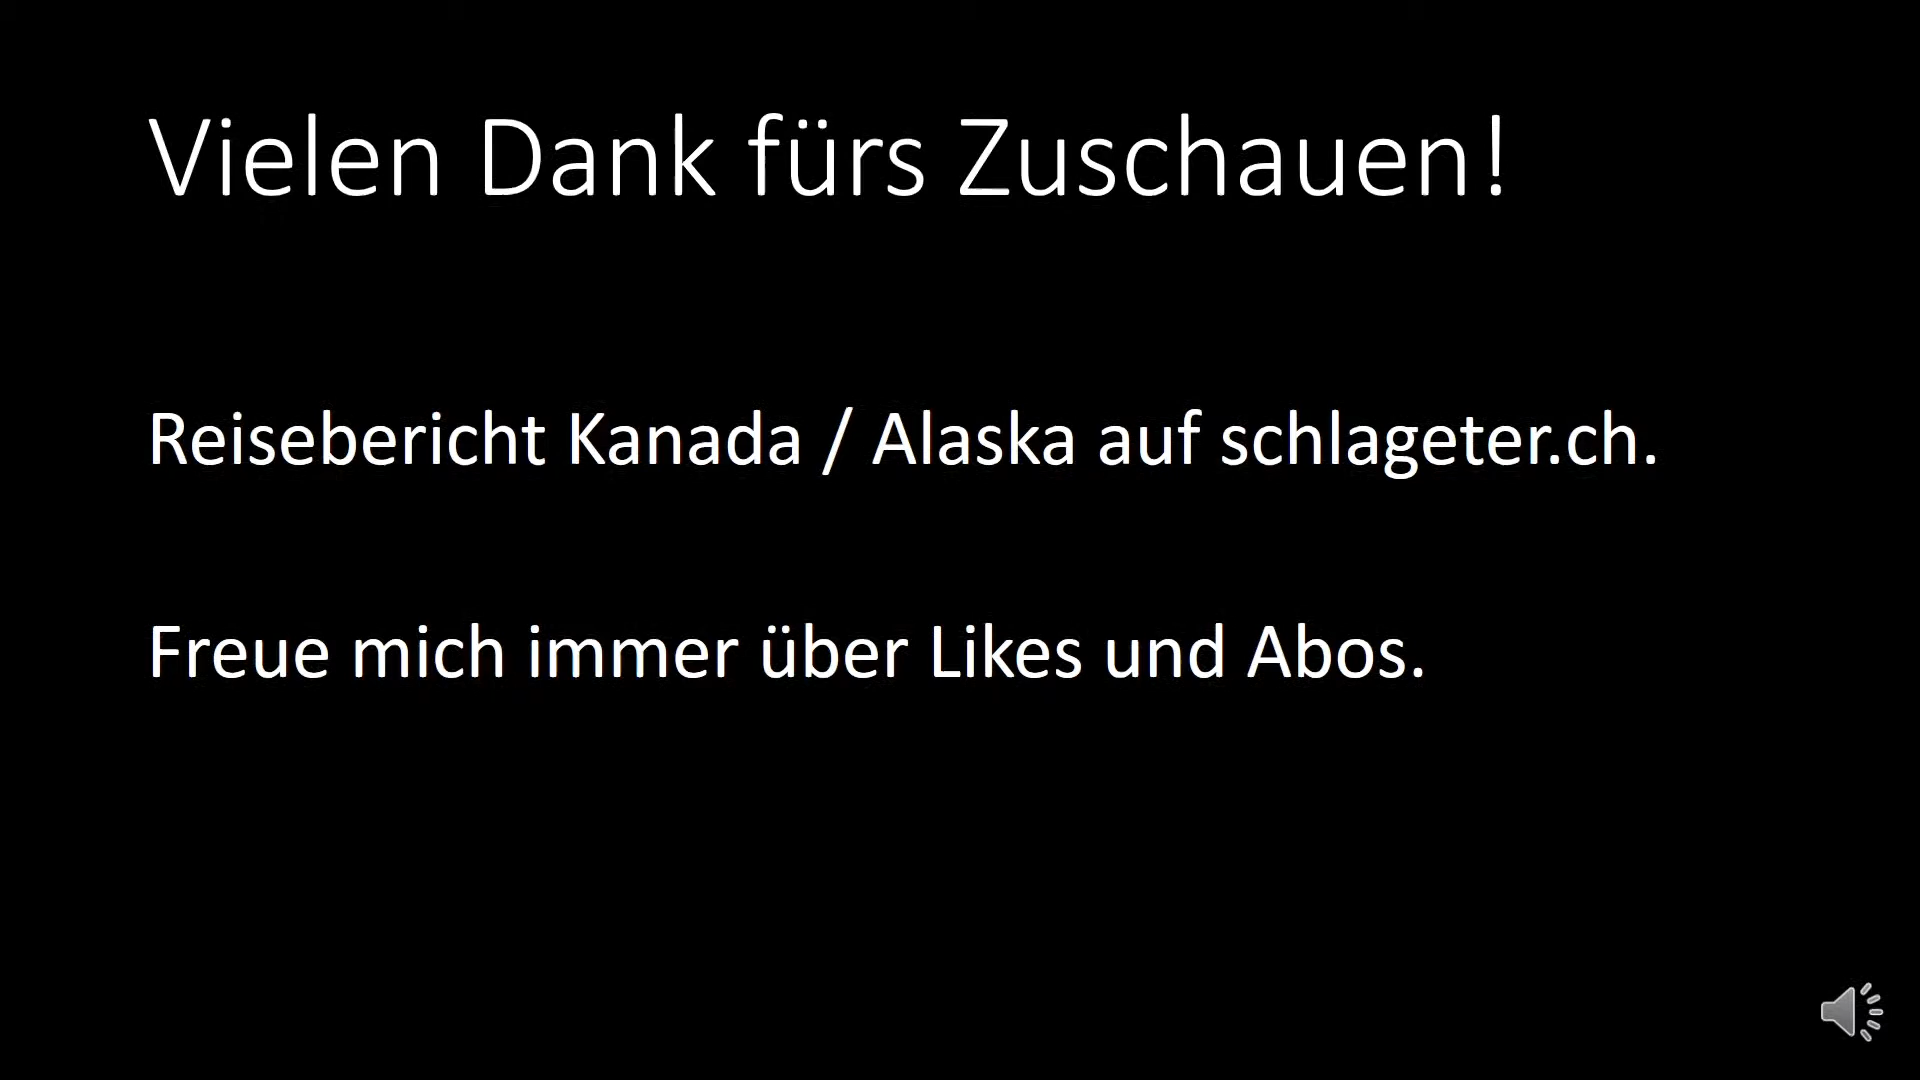 Vielen Dank fürs Zuschauen!
Reisebericht Kanada / Alaska auf schlageter.ch.
Freue mich immer über Likes und Abos.